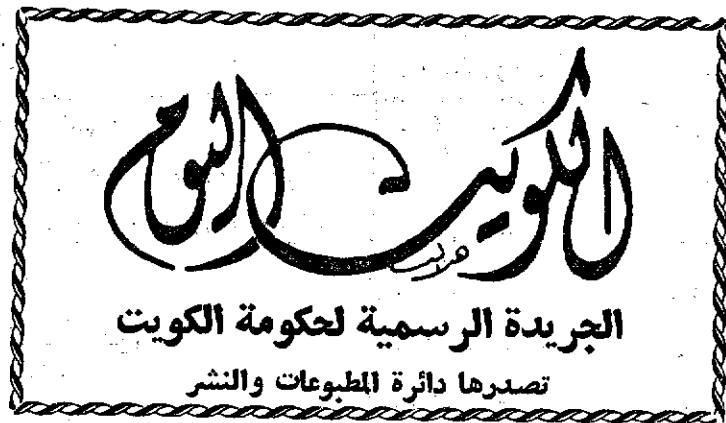 الكويت اليوم
الجريدة الرسمية لحكومة الكويت
تصدرها دائرة المطبوعات والنشر